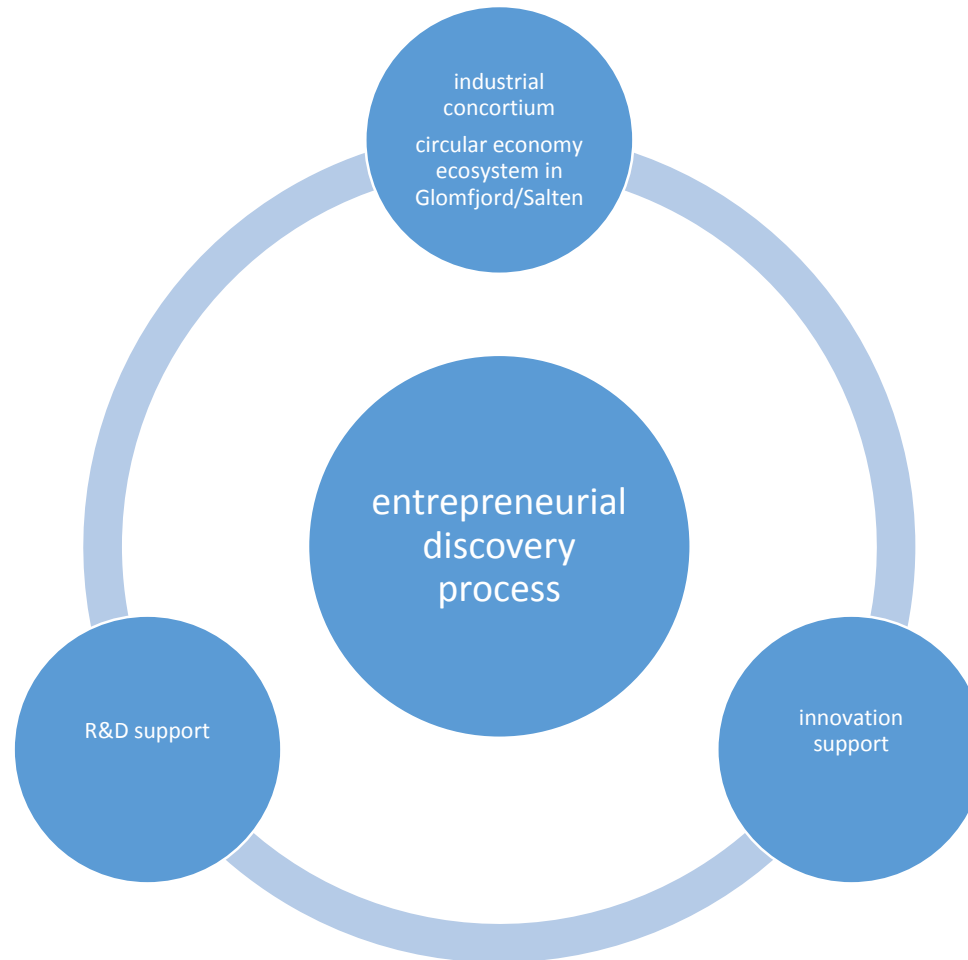 industrial
concortium
circular economy
ecosystem in
Glomfjord/Salten
entrepreneurial
discovery
process
R&D support
innovation
support